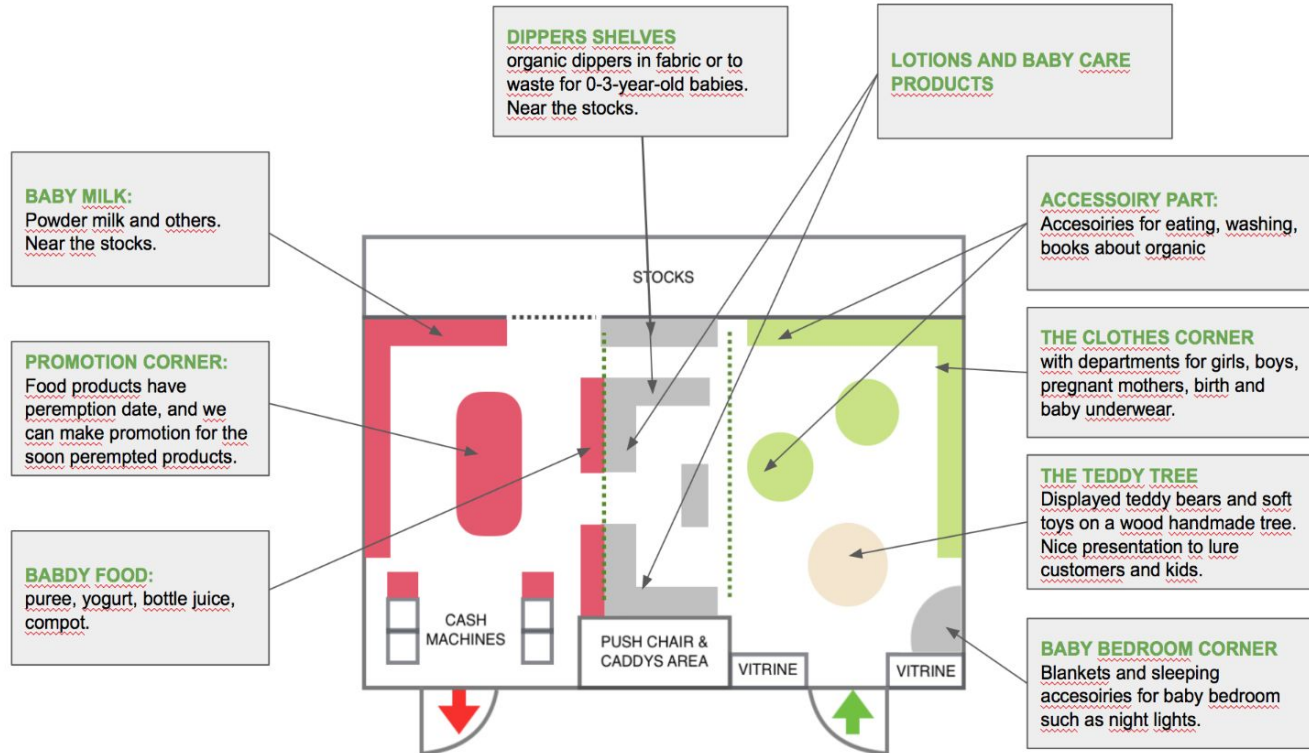 DIPPERS SHELVES
organic dippers in fabric or to
waste for 0-3-year-old babies.
Near the stocks.
LOTIONS AND BABY CARE
PRODUCTS
BABY MILK:
Powder milk and others.
Near the stocks.
ACCESSOIRY PART:
Accesoiries for eating, washing,
books about organic
STOCKS
PROMOTION CORNER:
Food products have
peremption date, and we
can make promotion for the
soon perempted products.
THE CLOTHES CORNER
with departments for girls, boys,
pregnant mothers, birth and
baby underwear.
THE TEDDY TREE
Displayed teddy bears and soft
toys on a wood handmade tree.
Nice presentation to lure
customers and kids.
BABDY FOOD:
puree, yogurt, bottle juice,
compot.
CASH
MACHINES
PUSH CHAIR &
CADDYS AREA
VITRINE
VITRINE
BABY BEDROOM CORNER
Blankets and sleeping
accesoiries for baby bedroom
such as night lights.